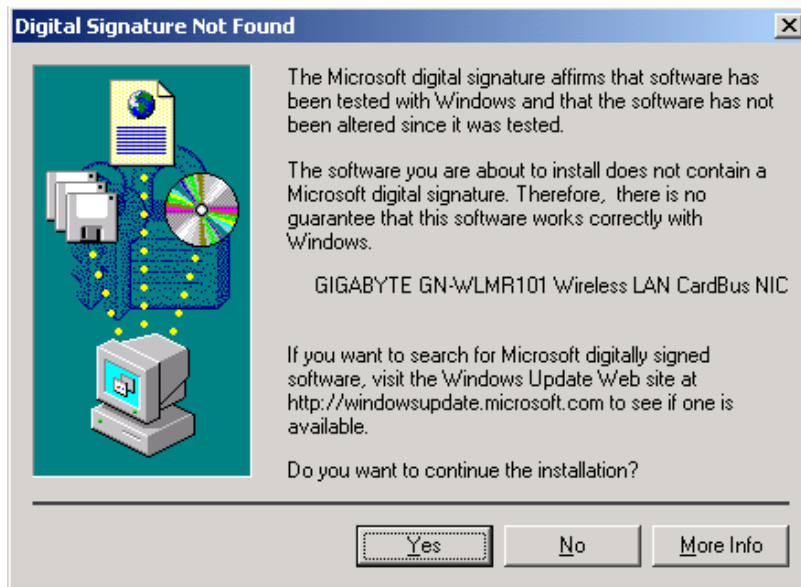 Digital Signature Not Found
The Microsoft digital signature affirms that software has
been tested with Windows and that the software has not
been altered since it was tested.
The software you are about to install does not contain a
Microsoft digital signature. Therefore, there is no
guarantee that this software works correctly with
Windows.
GIGABYTE GN-WLMR101 Wireless LAN CardBus NIC
If you want to search for Microsoft digitally signed
software, visit the Windows Update Web site at
http://windowsupdate.microsoft.com to see if one is
available.
Do you want to continue the installation?
Yes No More Info